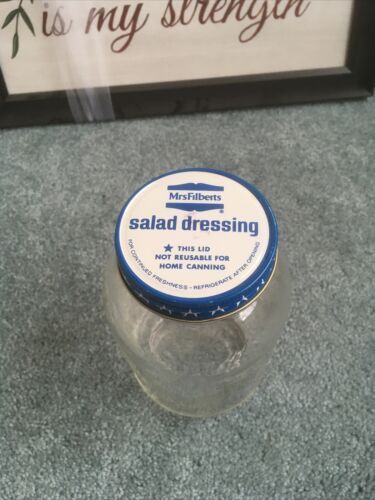 is my strength
MrsFilberts
®
salad dressing
★ THIS LID
NOT REUSABLE FOR
HOME CANNING
FOR CONTINUED FRESHNESS - REFRIGERATE AFTER OPENING